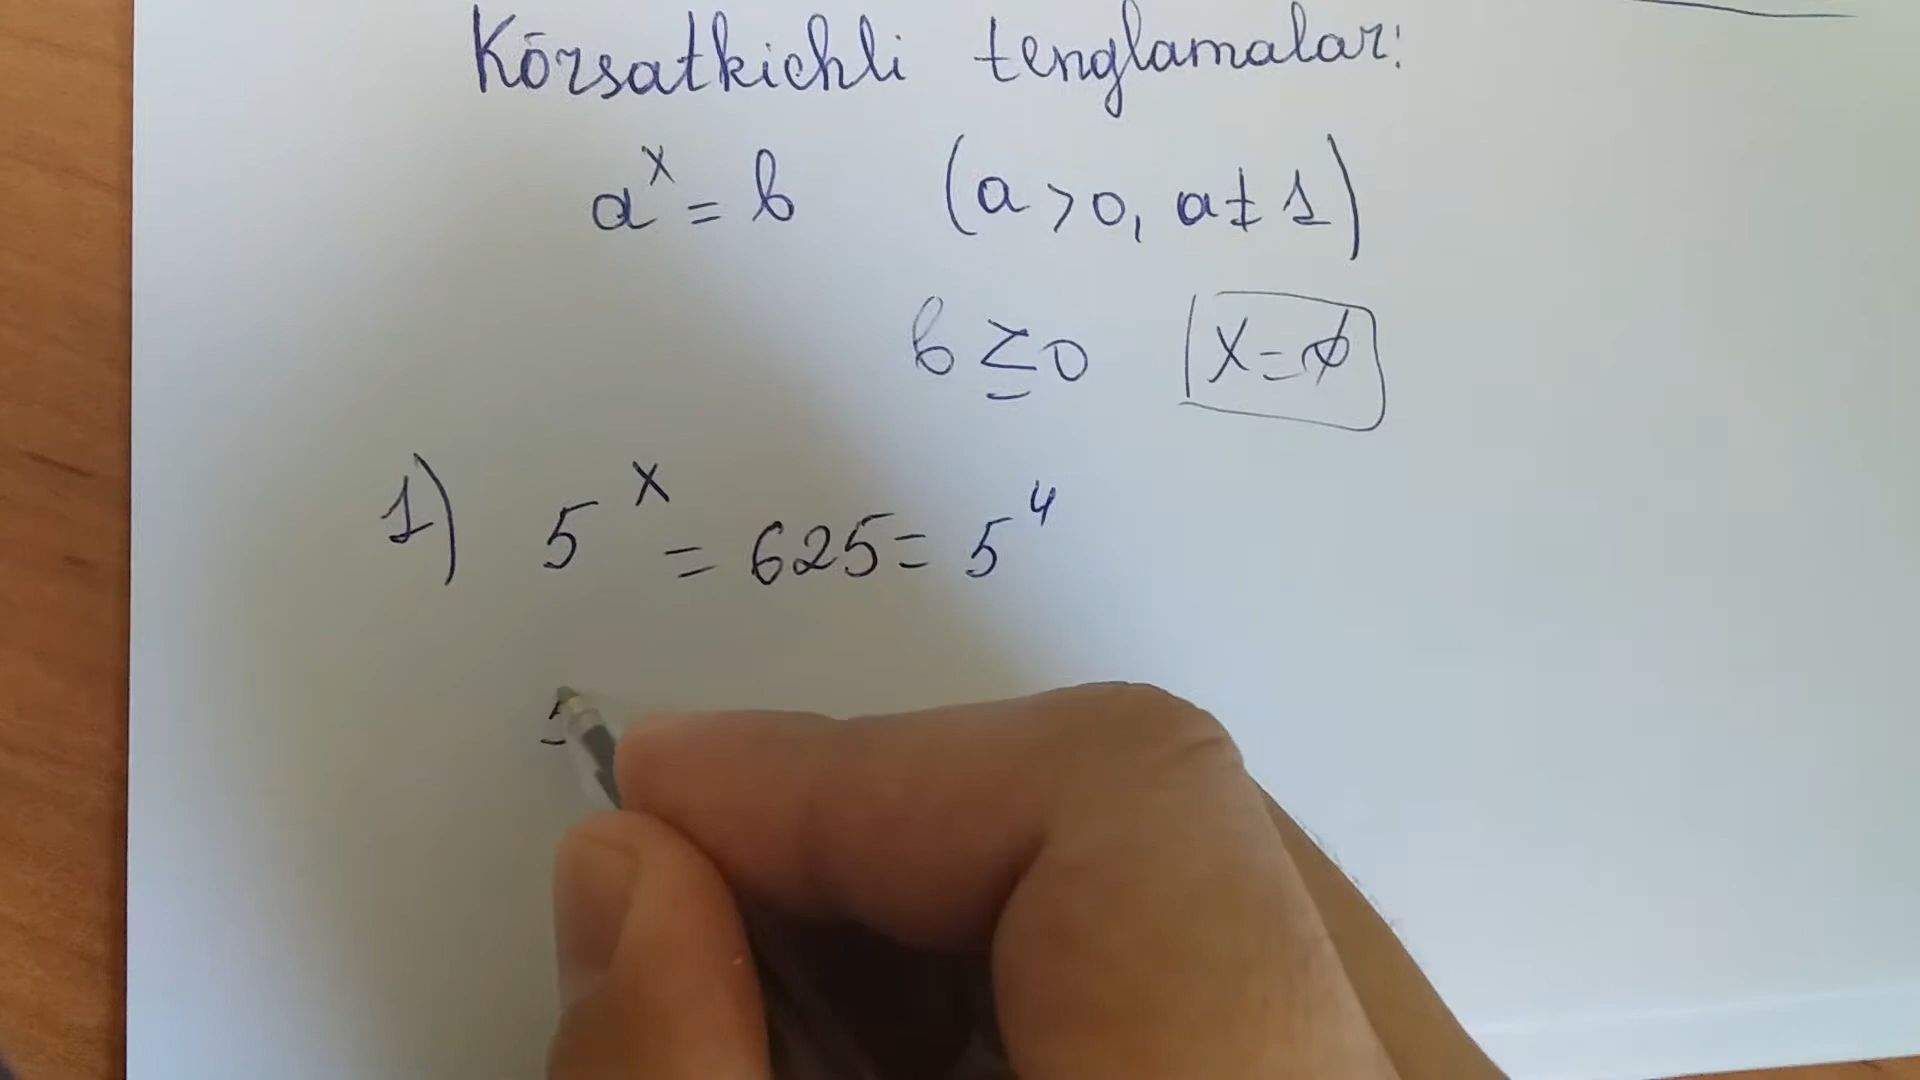 Kōrsatkichli tenglamalar:
a^x = b (a > 0, a ≠ 1)
b ≥ 0 x = ∅
1) 5^x = 625 = 5^4